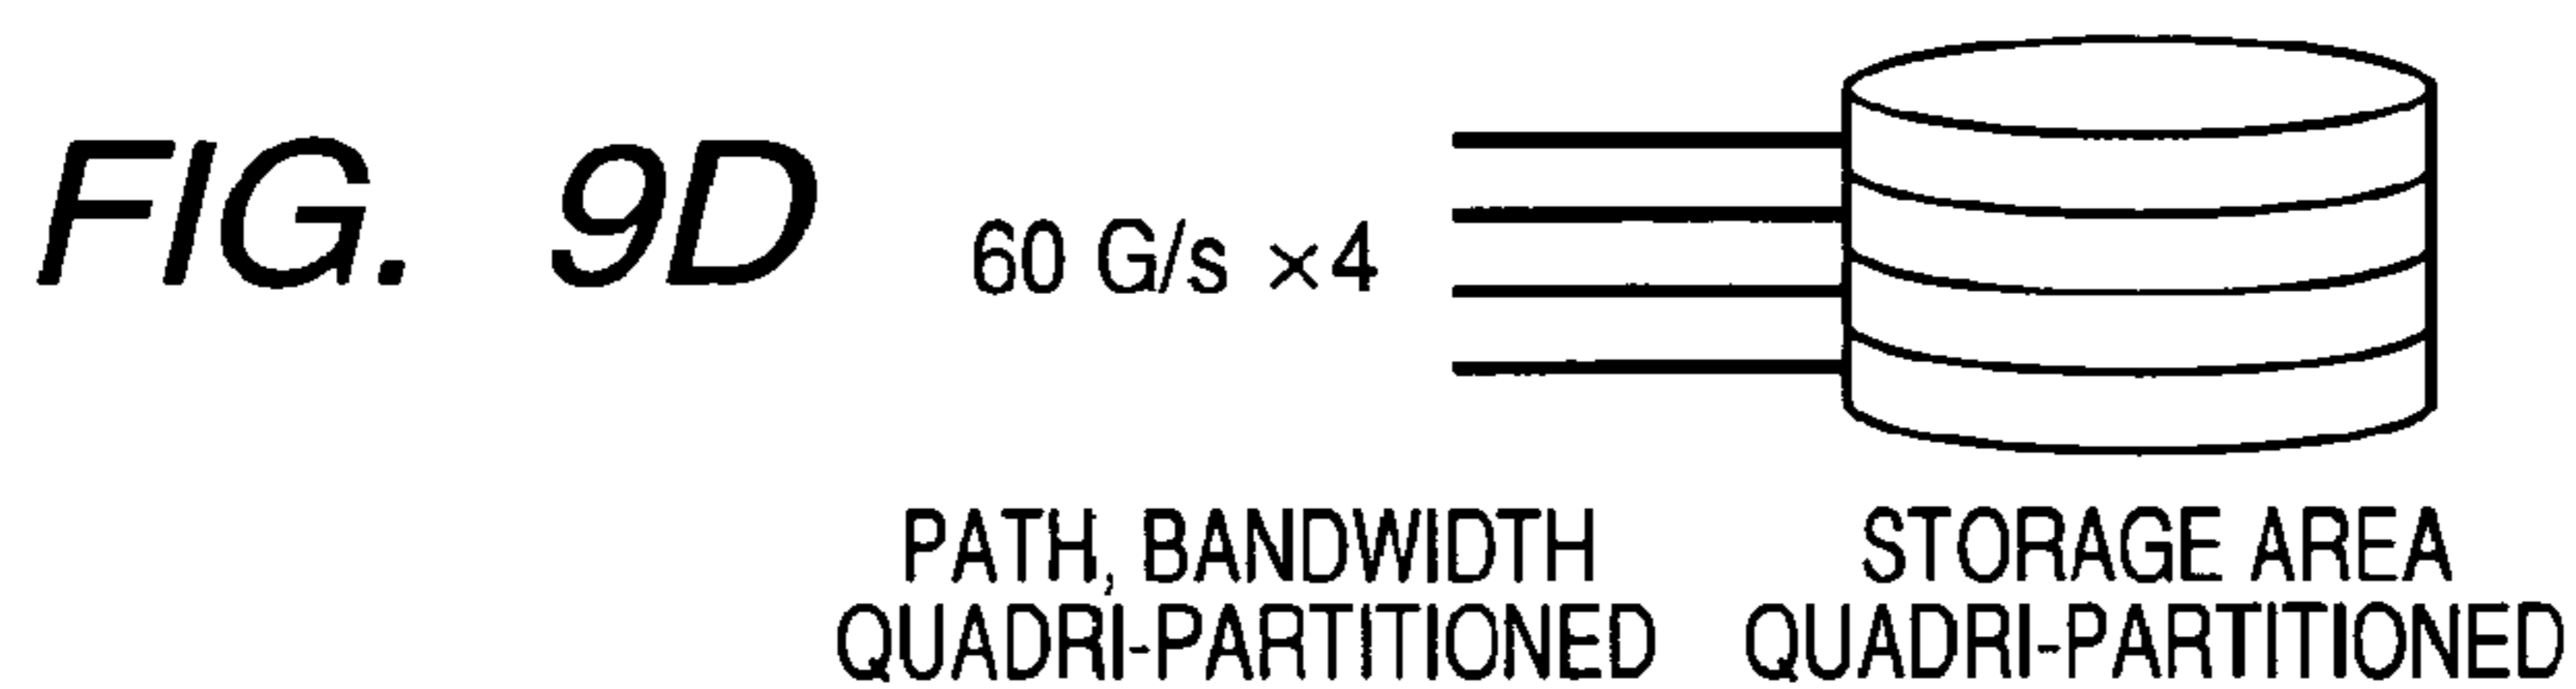 FIG. 9D
60 G/s ×4
PATH, BANDWIDTH
QUADRI-PARTITIONED
STORAGE AREA
QUADRI-PARTITIONED